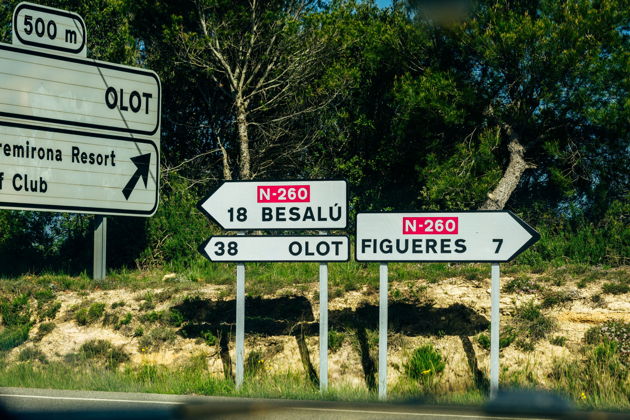 500 m
OLOT
remirona Resort
f Club
N-260
18 BESALÚ
38 OLOT
N-260
FIGUERES 7